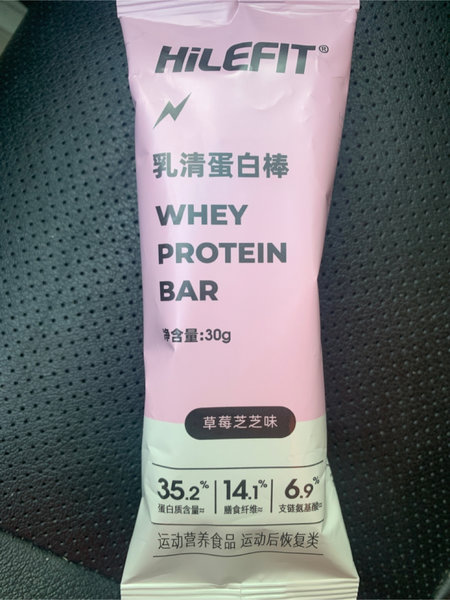 HiLEFIT®
乳清蛋白棒
WHEY
PROTEIN
BAR
净含量:30g
草莓芝芝味
35.2% 14.1% 6.9%
蛋白质含量≈ 膳食纤维≈ 支链氨基酸≈
运动营养食品 运动后恢复类